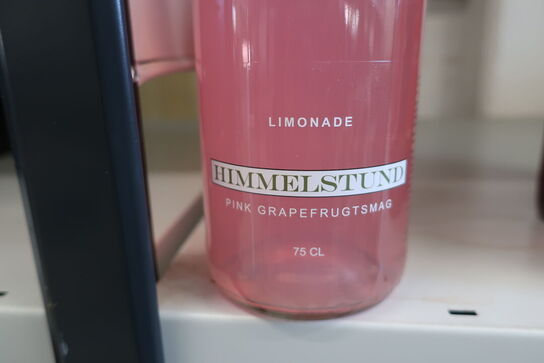 LIMONADE
HIMMELSTUND
PINK GRAPEFRUGTSMAG
75 CL